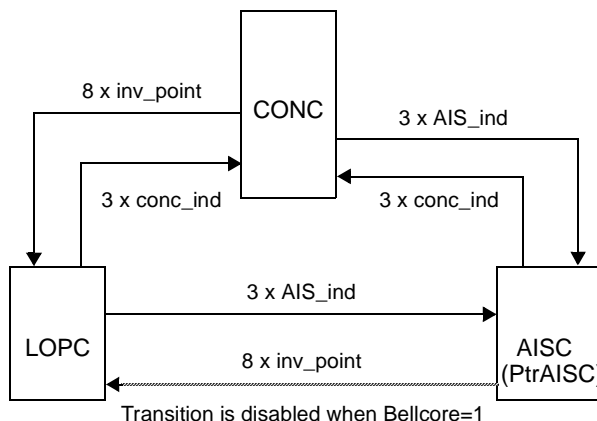 8 x inv_point
CONC
3 x AIS_ind
3 x conc_ind
3 x conc_ind
3 x AIS_ind
LOPC
AISC
(PtrAISC)
8 x inv_point
Transition is disabled when Bellcore=1